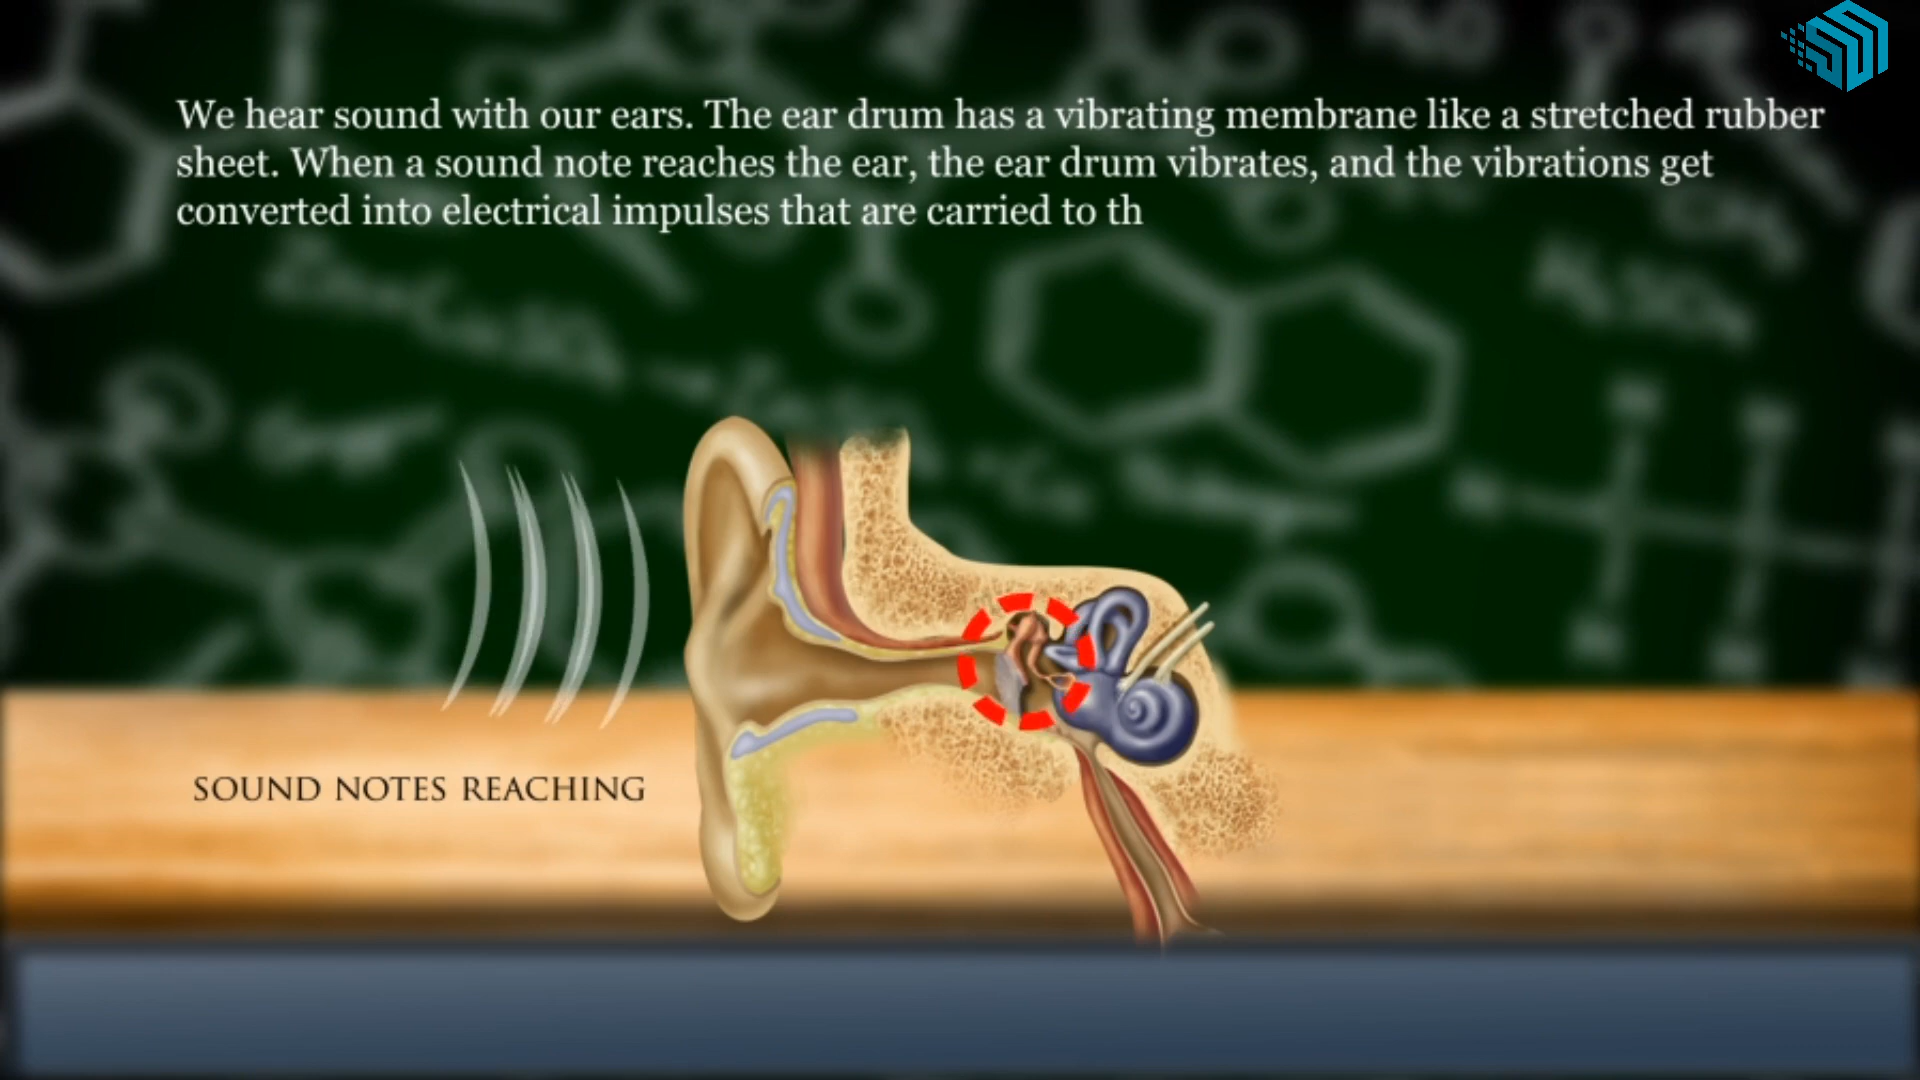 We hear sound with our ears. The ear drum has a vibrating membrane like a stretched rubber
sheet. When a sound note reaches the ear, the ear drum vibrates, and the vibrations get
converted into electrical impulses that are carried to th
SOUND NOTES REACHING